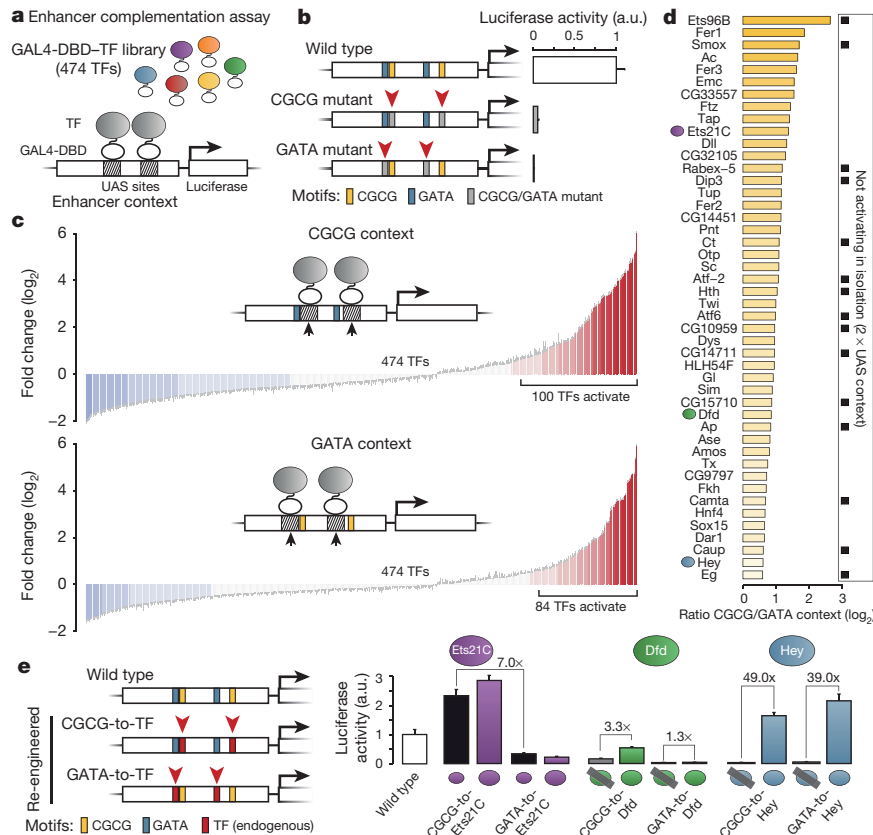 a Enhancer complementation assay
GAL4-DBD–TF library
(474 TFs)
TF
GAL4-DBD
UAS sites
Luciferase
Enhancer context
b
Luciferase activity (a.u.)
0
1
Wild type
CGCG mutant
GATA mutant
Motifs: CGCG GATA CGCG/GATA mutant
c
Fold change (log2)
6
4
2
0
−2
CGCG context
474 TFs
100 TFs activate
Fold change (log2)
6
4
2
0
−2
GATA context
474 TFs
84 TFs activate
d
Ets96B
Fer1
Smox
Ac
Fer3
Emc
CG33557
Ftz
Tap
Ets21C
Dll
CG32105
Rabex-5
Dip3
Tup
Fer2
CG14451
Pnt
Ct
Otp
Sc
Atf-2
Hth
Twi
Atf6
CG10959
Dys
CG14711
HLH54F
Gl
Sim
CG15710
Dfd
Ap
Ase
Amos
Tx
CG9797
Fkh
Camta
Hnf4
Sox15
Dar1
Caup
Hey
Eg
Not activating in isolation (2 × UAS context)
0 1 2 3
Ratio CGCG/GATA context (log2)
e
Re-engineered
Wild type
CGCG-to-TF
GATA-to-TF
Motifs: CGCG GATA TF (endogenous)
Luciferase
activity (a.u.)
3
2
1
0
Ets21C
7.0×
Dfd
3.3×
1.3×
Hey
49.0x
39.0x
Wild type
CGCG-to-
Ets21C
GATA-to-
Ets21C
CGCG-to-
Dfd
GATA-to-
Dfd
CGCG-to-
Hey
GATA-to-
Hey